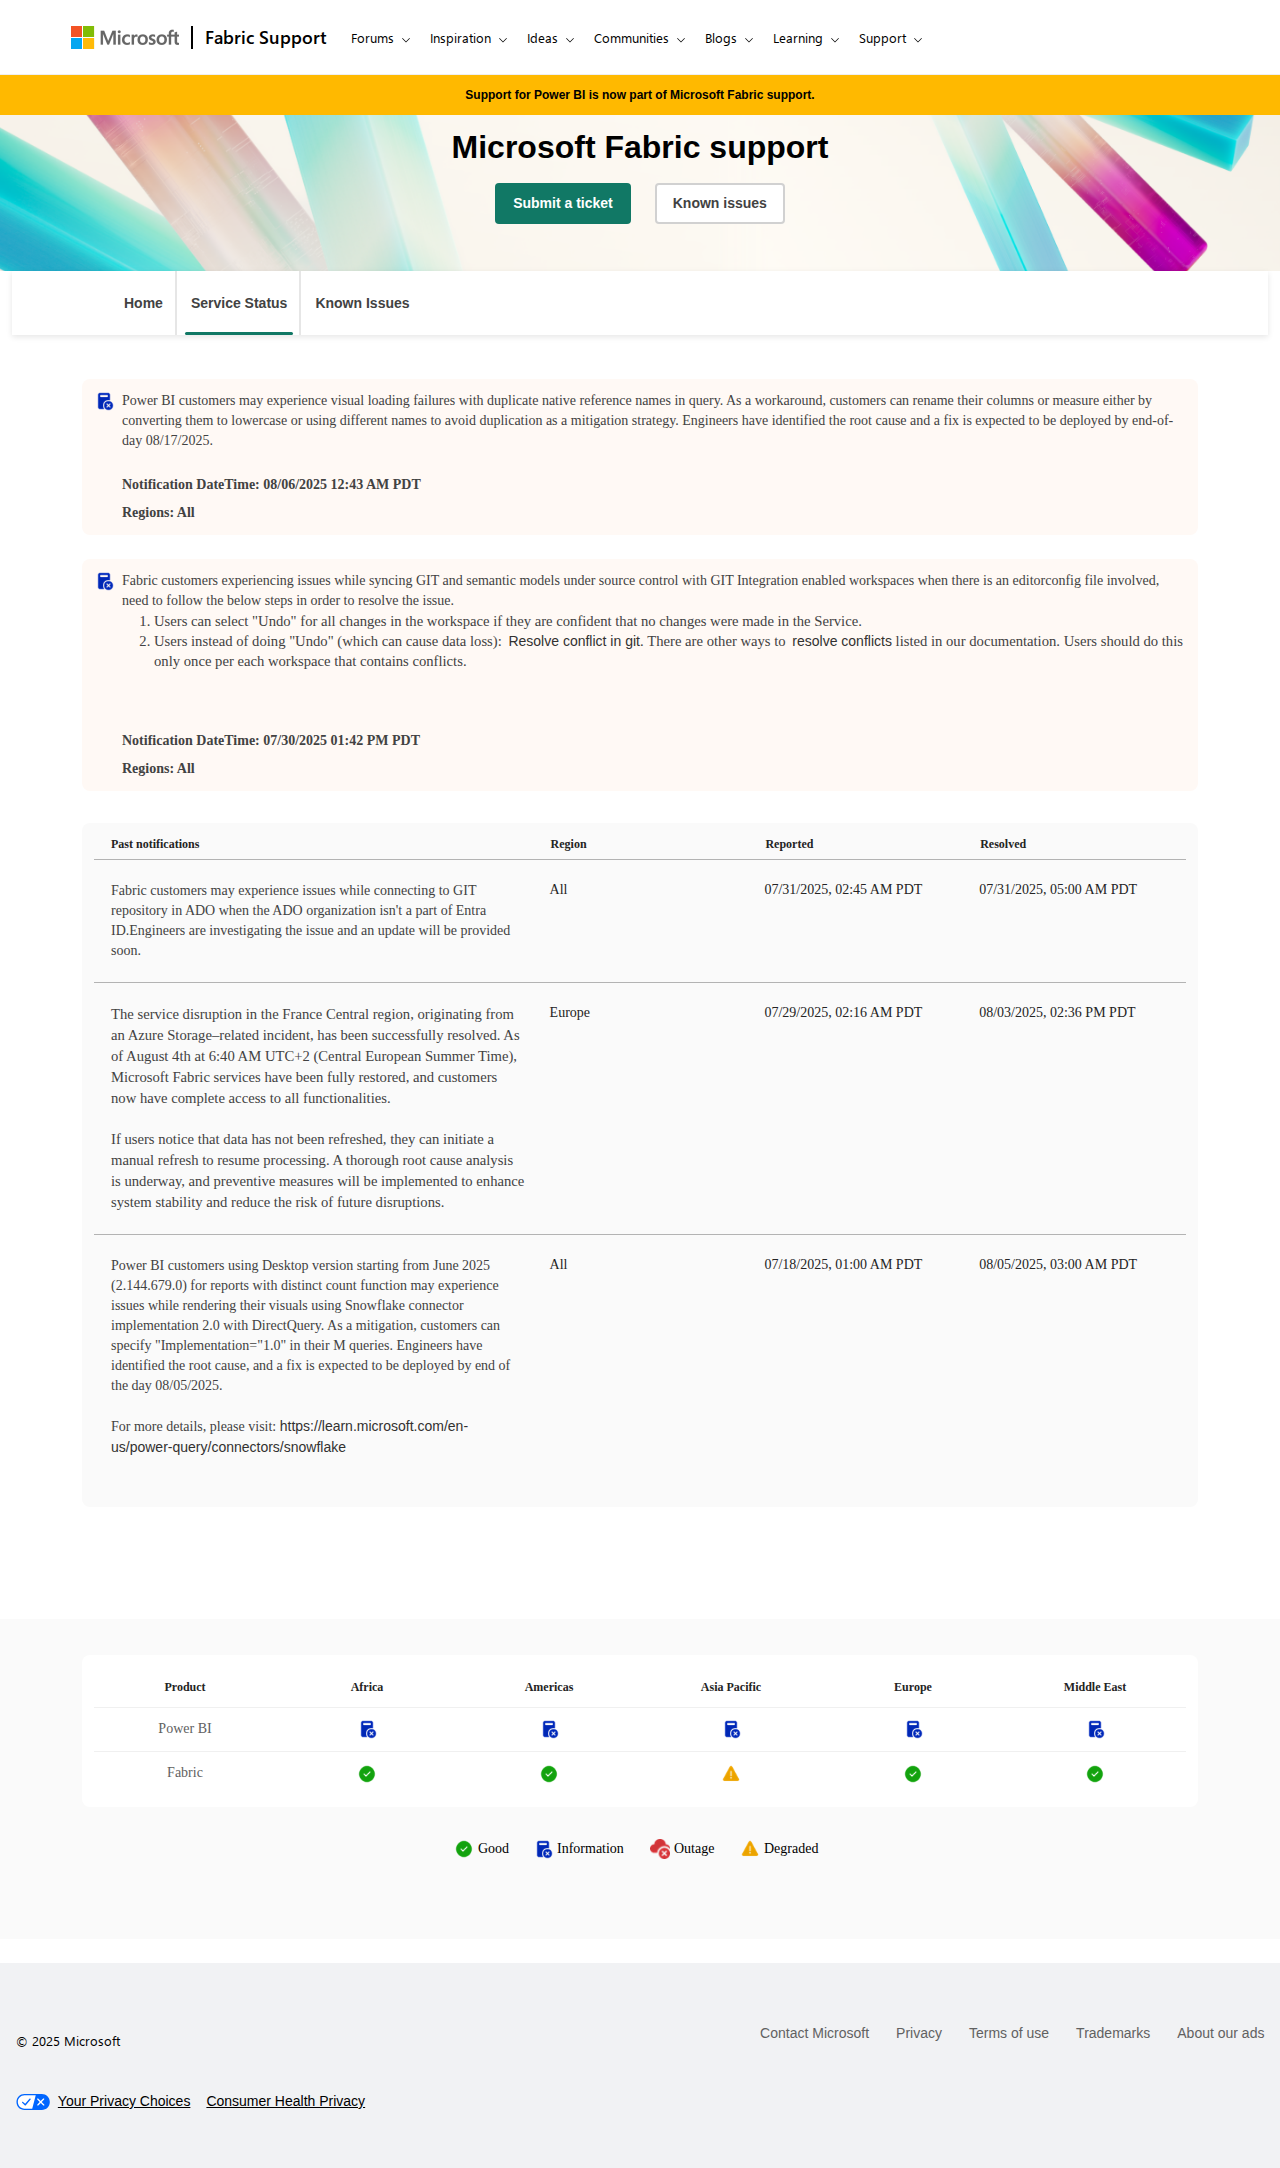 Microsoft | Fabric Support Forums Inspiration Ideas Communities Blogs Learning Support
Support for Power BI is now part of Microsoft Fabric support.
Microsoft Fabric support
Submit a ticket Known issues
Home Service Status Known Issues
Power BI customers may experience visual loading failures with duplicate native reference names in query. As a workaround, customers can rename their columns or measure either by
converting them to lowercase or using different names to avoid duplication as a mitigation strategy. Engineers have identified the root cause and a fix is expected to be deployed by end-of-
day 08/17/2025.
Notification DateTime: 08/06/2025 12:43 AM PDT
Regions: All
Fabric customers experiencing issues while syncing GIT and semantic models under source control with GIT Integration enabled workspaces when there is an editorconfig file involved,
need to follow the below steps in order to resolve the issue.
1. Users can select "Undo" for all changes in the workspace if they are confident that no changes were made in the Service.
2. Users instead of doing "Undo" (which can cause data loss): Resolve conflict in git. There are other ways to resolve conflicts listed in our documentation. Users should do this
only once per each workspace that contains conflicts.
Notification DateTime: 07/30/2025 01:42 PM PDT
Regions: All
Past notifications Region Reported Resolved
Fabric customers may experience issues while connecting to GIT All 07/31/2025, 02:45 AM PDT 07/31/2025, 05:00 AM PDT
repository in ADO when the ADO organization isn't a part of Entra
ID.Engineers are investigating the issue and an update will be provided
soon.
The service disruption in the France Central region, originating from Europe 07/29/2025, 02:16 AM PDT 08/03/2025, 02:36 PM PDT
an Azure Storage–related incident, has been successfully resolved. As
of August 4th at 6:40 AM UTC+2 (Central European Summer Time),
Microsoft Fabric services have been fully restored, and customers
now have complete access to all functionalities.
If users notice that data has not been refreshed, they can initiate a
manual refresh to resume processing. A thorough root cause analysis
is underway, and preventive measures will be implemented to enhance
system stability and reduce the risk of future disruptions.
Power BI customers using Desktop version starting from June 2025 All 07/18/2025, 01:00 AM PDT 08/05/2025, 03:00 AM PDT
(2.144.679.0) for reports with distinct count function may experience
issues while rendering their visuals using Snowflake connector
implementation 2.0 with DirectQuery. As a mitigation, customers can
specify "Implementation="1.0" in their M queries. Engineers have
identified the root cause, and a fix is expected to be deployed by end of
the day 08/05/2025.
For more details, please visit: https://learn.microsoft.com/en-
us/power-query/connectors/snowflake
Product Africa Americas Asia Pacific Europe Middle East
Power BI
Fabric
Good Information Outage Degraded
© 2025 Microsoft Contact Microsoft Privacy Terms of use Trademarks About our ads
Your Privacy Choices Consumer Health Privacy